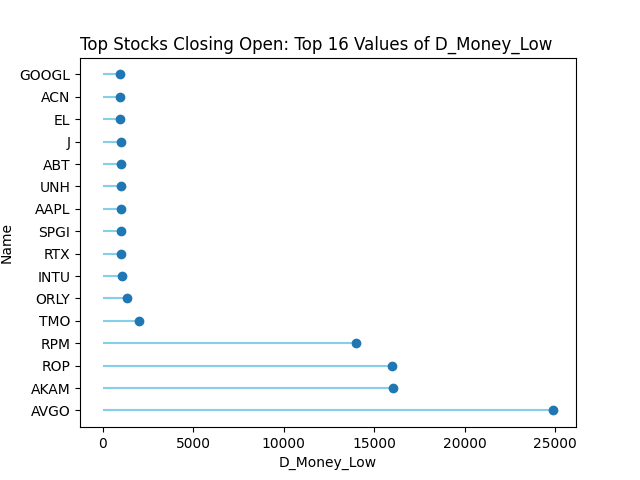 Top Stocks Closing Open: Top 16 Values of D_Money_Low
GOOGL
ACN
EL
J
ABT
UNH
AAPL
SPGI
RTX
INTU
ORLY
TMO
RPM
ROP
AKAM
AVGO
Name
0 5000 10000 15000 20000 25000
D_Money_Low